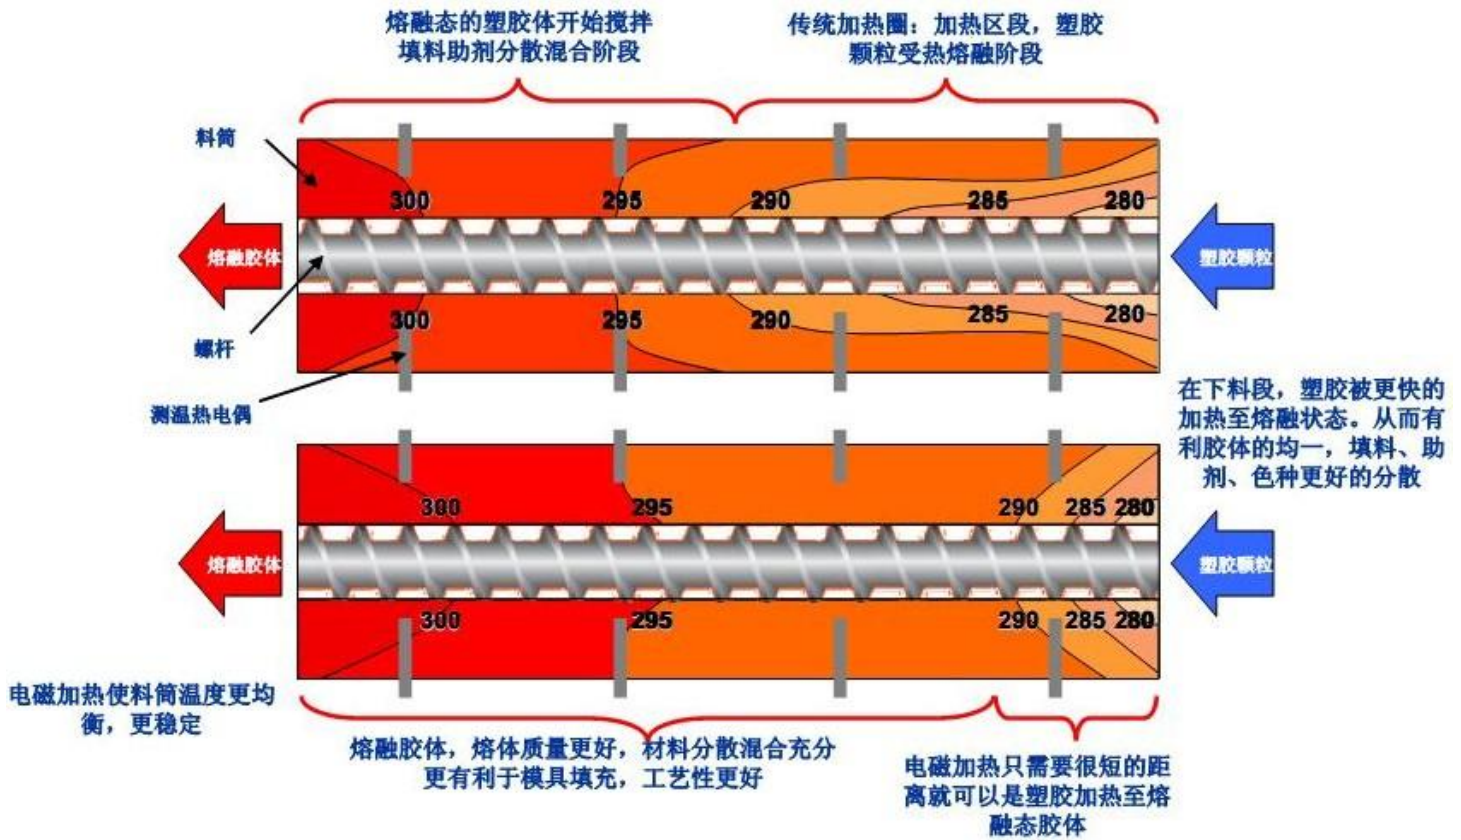 熔融态的塑胶体开始搅拌
填料助剂分散混合阶段
传统加热圈：加热区段，塑胶
颗粒受热熔融阶段
料筒
300
295
290
285
280
熔融胶体
塑胶颗粒
300
295
290
285
280
螺杆
测温热电偶
在下料段，塑胶被更快的
加热至熔融状态。从而有
利胶体的均一，填料、助
剂、色种更好的分散
300
295
290
285
280
熔融胶体
塑胶颗粒
300
295
290
285
280
电磁加热使料筒温度更均
衡，更稳定
熔融胶体，熔体质量更好，材料分散混合充分
更有利于模具填充，工艺性更好
电磁加热只需要很短的距
离就可以是塑胶加热至熔
融态胶体